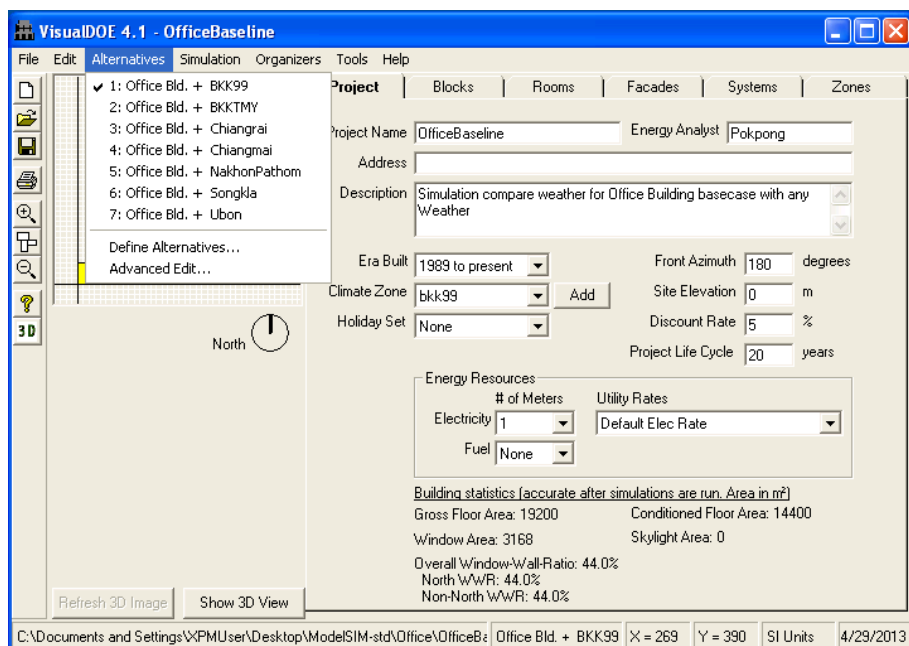 VisualDOE 4.1 - OfficeBaseline
File Edit Alternatives Simulation Organizers Tools Help
✓ 1: Office Bld. + BKK99
2: Office Bld. + BKKTMY
3: Office Bld. + Chiangrai
4: Office Bld. + Chiangmai
5: Office Bld. + NakhonPathom
6: Office Bld. + Songkla
7: Office Bld. + Ubon
Define Alternatives...
Advanced Edit...
3D
North
Refresh 3D Image Show 3D View
Project Blocks Rooms Facades Systems Zones
Project Name OfficeBaseline Energy Analyst Pokpong
Address
Description Simulation compare weather for Office Building basecase with any
Weather
Era Built 1989 to present Front Azimuth 180 degrees
Climate Zone bkk99 Add Site Elevation 0 m
Holiday Set None Discount Rate 5 %
Project Life Cycle 20 years
Energy Resources
# of Meters Utility Rates
Electricity 1 Default Elec Rate
Fuel None
Building statistics (accurate after simulations are run. Area in m²)
Gross Floor Area: 19200 Conditioned Floor Area: 14400
Window Area: 3168 Skylight Area: 0
Overall Window-Wall-Ratio: 44.0%
North WWR: 44.0%
Non-North WWR: 44.0%
C:\Documents and Settings\XPMUser\Desktop\ModelSIM-std\Office\OfficeBa Office Bld. + BKK99 X = 269 Y = 390 SI Units 4/29/2013